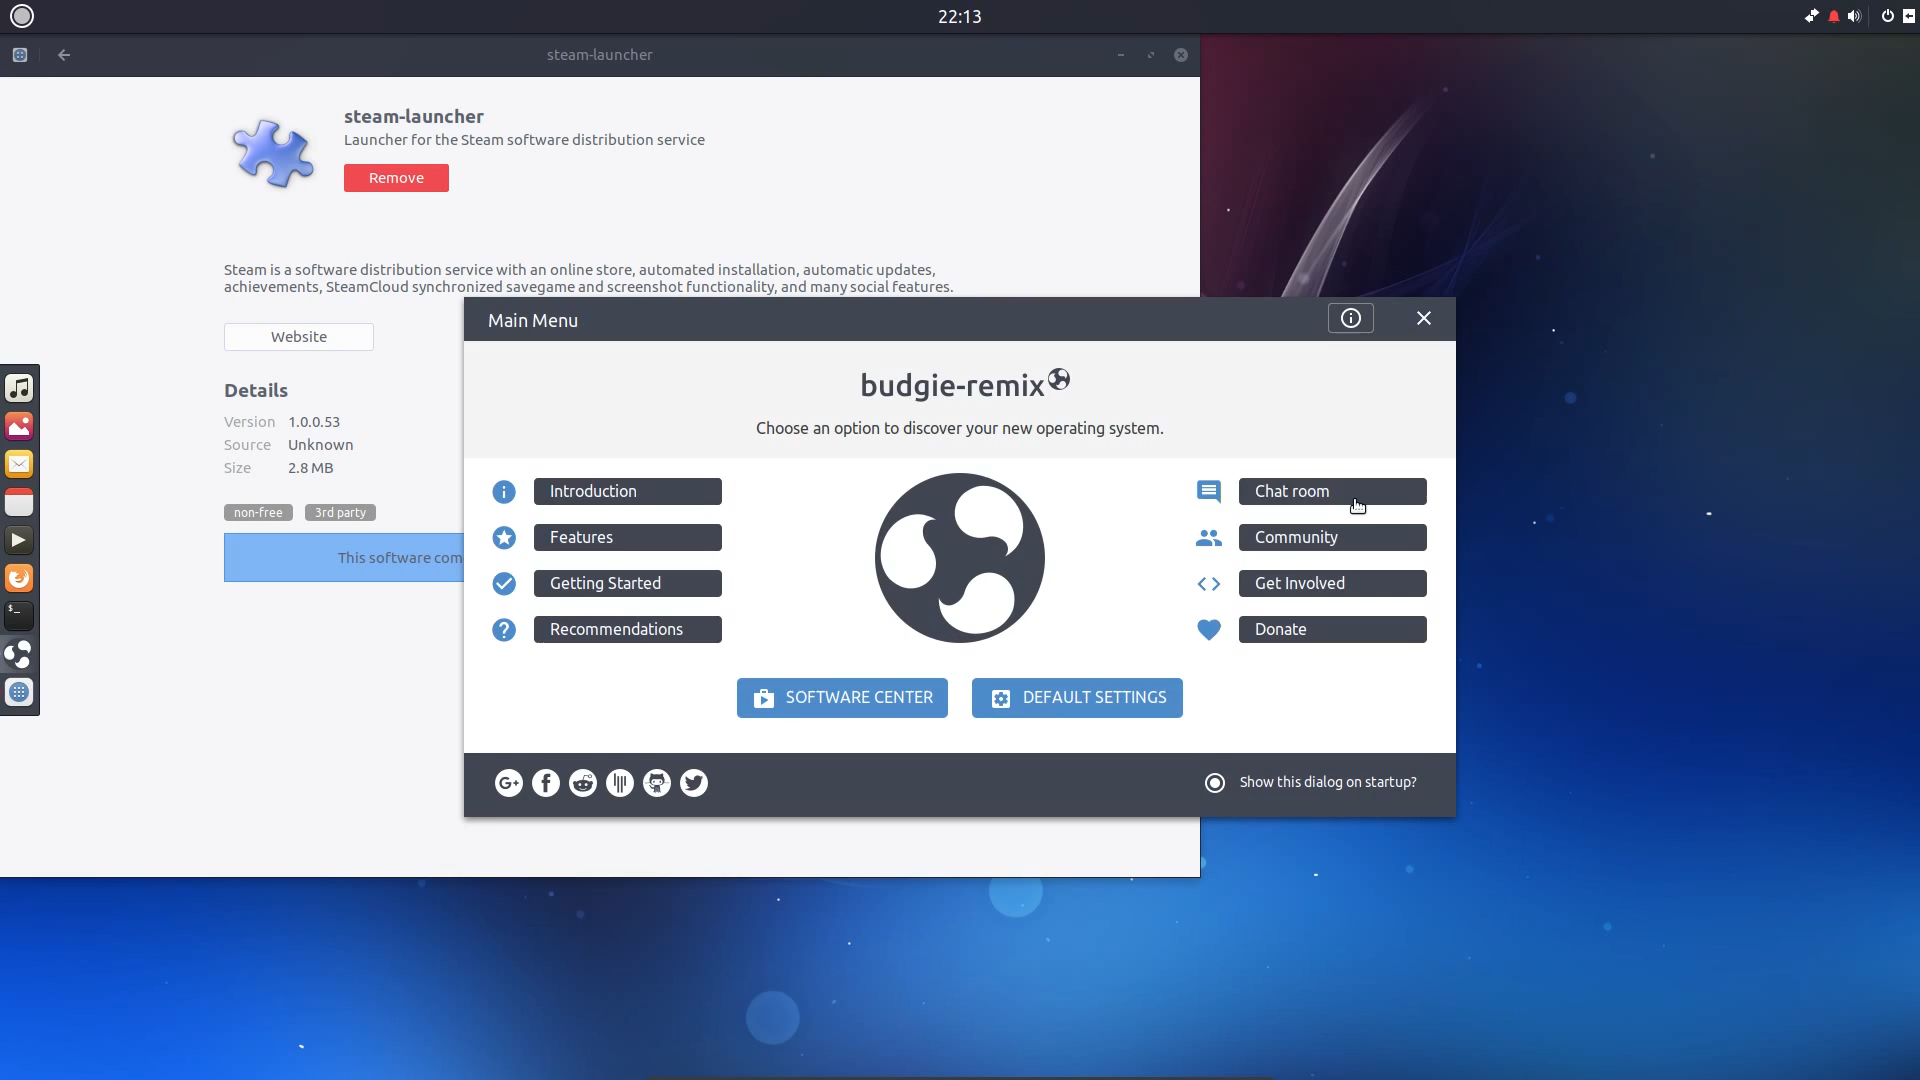 22:13
steam-launcher
steam-launcher
Launcher for the Steam software distribution service
Remove
Steam is a software distribution service with an online store, automated installation, automatic updates,
achievements, SteamCloud synchronized savegame and screenshot functionality, and many social features.
Website
Details
Version 1.0.0.53
Source Unknown
Size 2.8 MB
non-free 3rd party
This software com
Main Menu
budgie-remix
Choose an option to discover your new operating system.
Introduction
Features
Getting Started
Recommendations
Chat room
Community
Get Involved
Donate
SOFTWARE CENTER
DEFAULT SETTINGS
Show this dialog on startup?